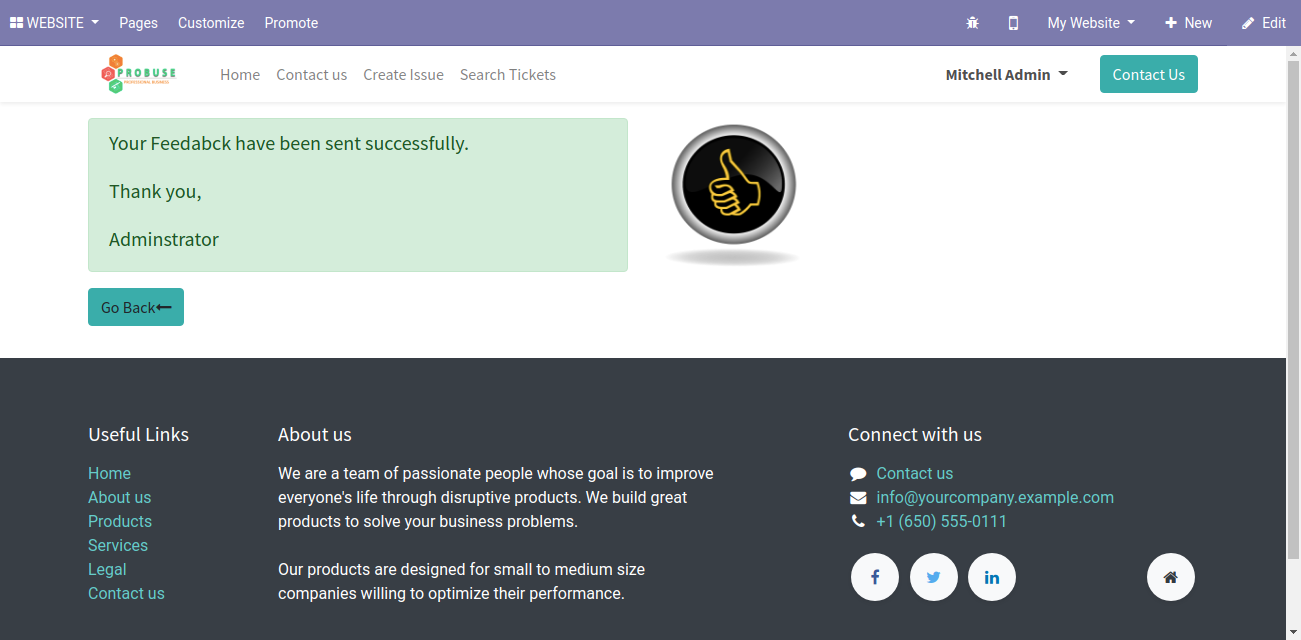 WEBSITE Pages Customize Promote My Website New Edit
PROBUSE Home Contact us Create Issue Search Tickets Mitchell Admin Contact Us
Your Feedabck have been sent successfully.
Thank you,
Adminstrator
Go Back
Useful Links
Home
About us
Products
Services
Legal
Contact us
About us
We are a team of passionate people whose goal is to improve
everyone's life through disruptive products. We build great
products to solve your business problems.
Our products are designed for small to medium size
companies willing to optimize their performance.
Connect with us
Contact us
info@yourcompany.example.com
+1 (650) 555-0111